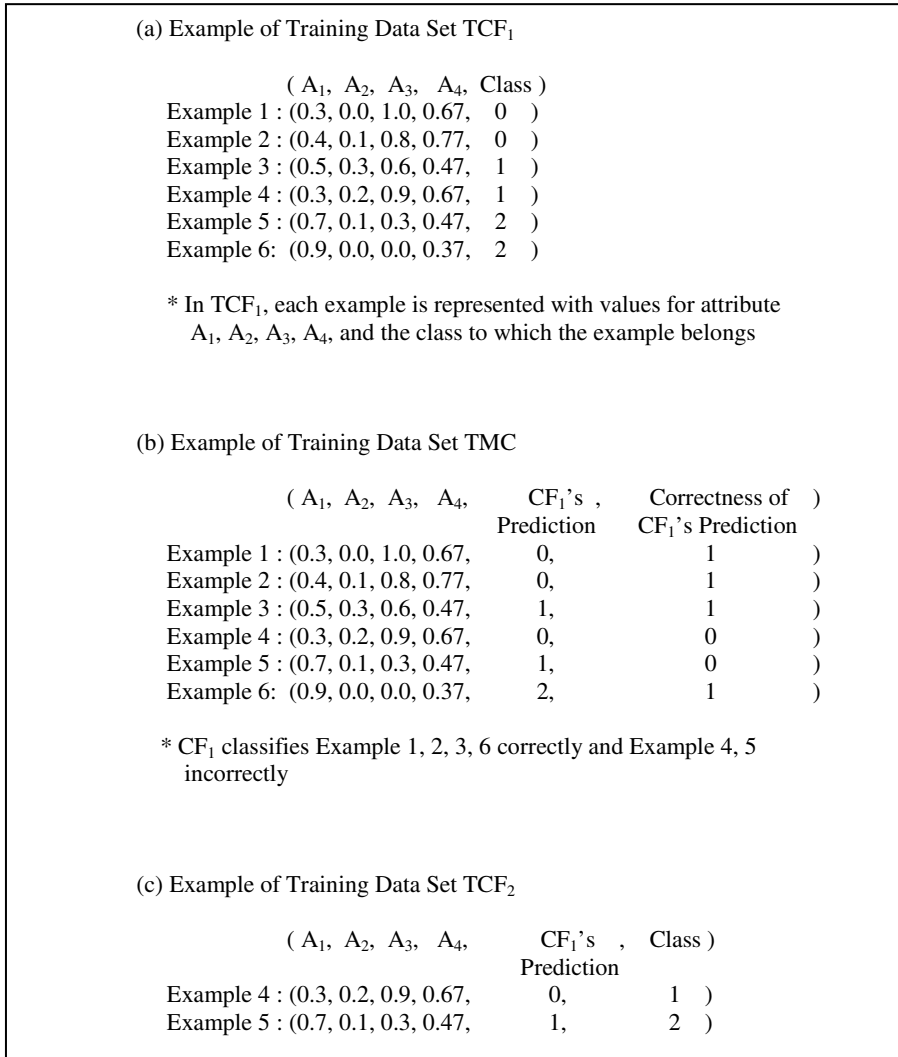 (a) Example of Training Data Set TCF₁
( A₁, A₂, A₃, A₄, Class )
Example 1 : (0.3, 0.0, 1.0, 0.67, 0 )
Example 2 : (0.4, 0.1, 0.8, 0.77, 0 )
Example 3 : (0.5, 0.3, 0.6, 0.47, 1 )
Example 4 : (0.3, 0.2, 0.9, 0.67, 1 )
Example 5 : (0.7, 0.1, 0.3, 0.47, 2 )
Example 6: (0.9, 0.0, 0.0, 0.37, 2 )
* In TCF₁, each example is represented with values for attribute
A₁, A₂, A₃, A₄, and the class to which the example belongs
(b) Example of Training Data Set TMC
( A₁, A₂, A₃, A₄, CF₁'s , Correctness of )
Prediction CF₁'s Prediction
Example 1 : (0.3, 0.0, 1.0, 0.67, 0, 1 )
Example 2 : (0.4, 0.1, 0.8, 0.77, 0, 1 )
Example 3 : (0.5, 0.3, 0.6, 0.47, 1, 1 )
Example 4 : (0.3, 0.2, 0.9, 0.67, 0, 0 )
Example 5 : (0.7, 0.1, 0.3, 0.47, 1, 0 )
Example 6: (0.9, 0.0, 0.0, 0.37, 2, 1 )
* CF₁ classifies Example 1, 2, 3, 6 correctly and Example 4, 5
incorrectly
(c) Example of Training Data Set TCF₂
( A₁, A₂, A₃, A₄, CF₁'s , Class )
Prediction
Example 4 : (0.3, 0.2, 0.9, 0.67, 0, 1 )
Example 5 : (0.7, 0.1, 0.3, 0.47, 1, 2 )